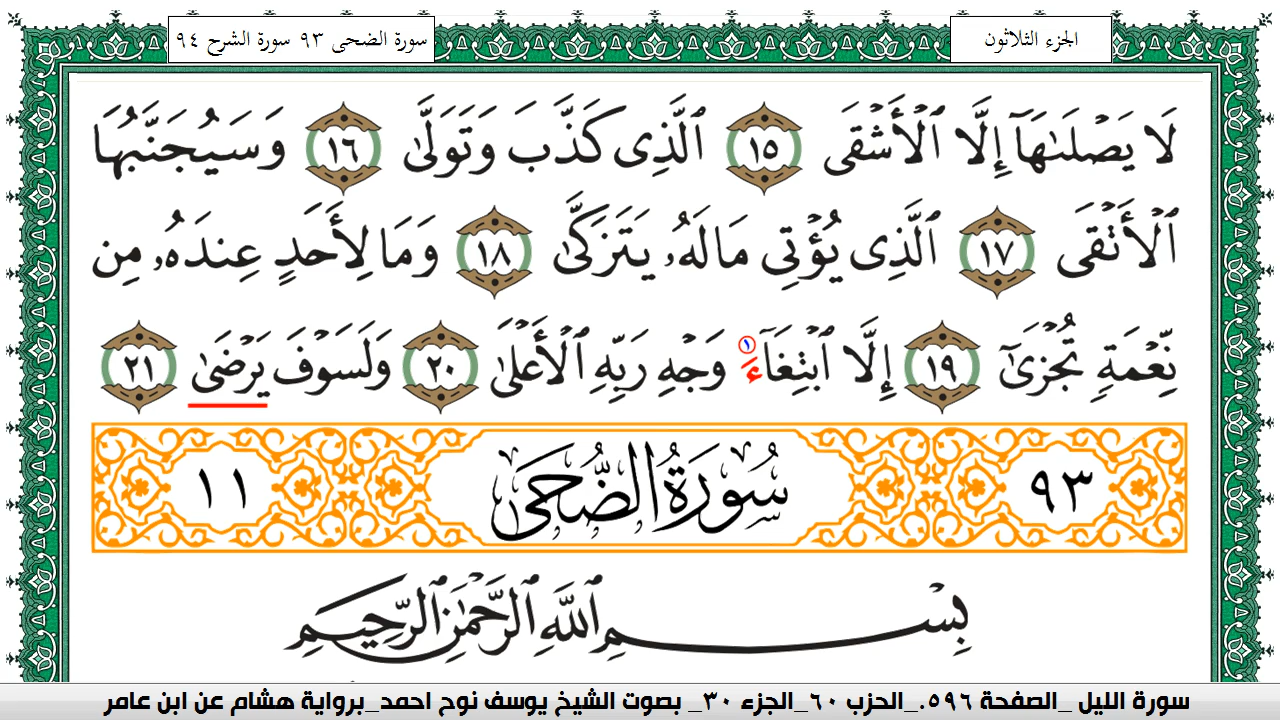 الجزء الثلاثون
سورة الضحى ٩٣ سورة الشرح ٩٤
لَا يَصْلَىٰهَآ إِلَّا ٱلْأَشْقَى ١٥ ٱلَّذِى كَذَّبَ وَتَوَلَّىٰ ١٦ وَسَيُجَنَّبُهَا
ٱلْأَتْقَى ١٧ ٱلَّذِى يُؤْتِى مَالَهُۥ يَتَزَكَّىٰ ١٨ وَمَا لِأَحَدٍ عِندَهُۥ مِن
نِّعْمَةٍ تُجْزَىٰٓ ١٩ إِلَّا ٱبْتِغَآءَ ١ وَجْهِ رَبِّهِ ٱلْأَعْلَىٰ ٢٠ وَلَسَوْفَ يَرْضَىٰ ٢١
٩٣ سُورَةُ الضُّحَى ١١
بِسْمِ ٱللَّهِ ٱلرَّحْمَٰنِ ٱلرَّحِيمِ
سورة الليل _الصفحة ٥٩٦._الحزب ٦٠_الجزء ٣٠_ بصوت الشيخ يوسف نوح احمد_برواية هشام عن ابن عامر